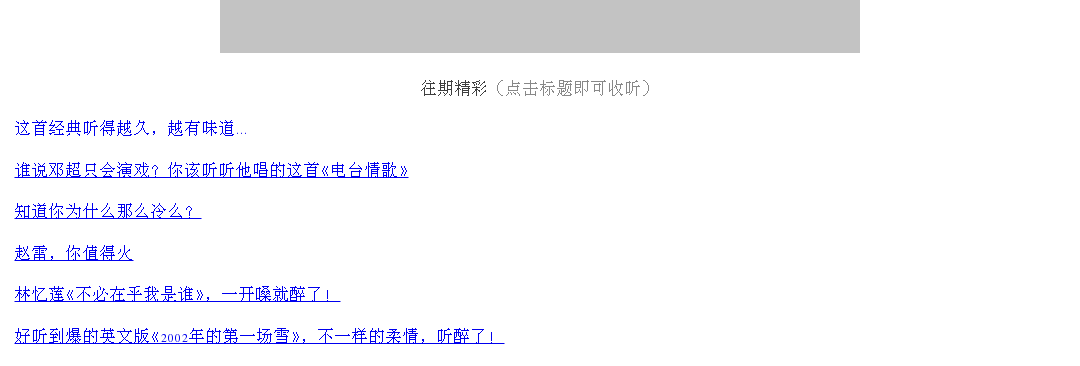 往期精彩（点击标题即可收听）
这首经典听得越久，越有味道...
谁说邓超只会演戏？你该听听他唱的这首《电台情歌》
知道你为什么那么冷么？
赵雷，你值得火
林忆莲《不必在乎我是谁》，一开嗓就醉了！
好听到爆的英文版《2002年的第一场雪》，不一样的柔情，听醉了！